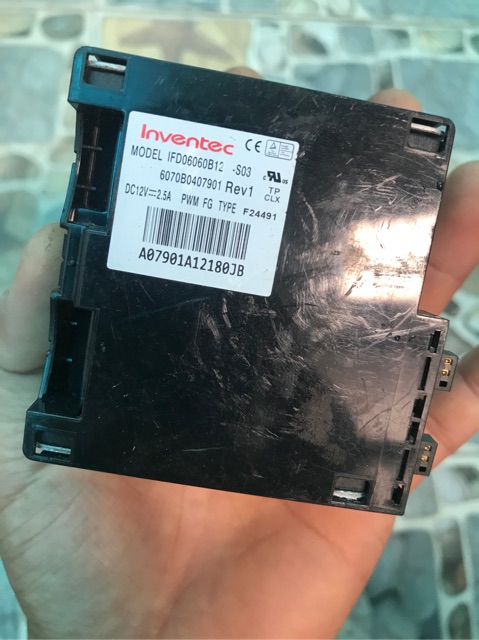 Inventec
MODEL IFD06060B12 -S03
6070B0407901 Rev1
TP
CLX
DC12V⎓2.5A PWM FG TYPE F24491
A07901A12180JB